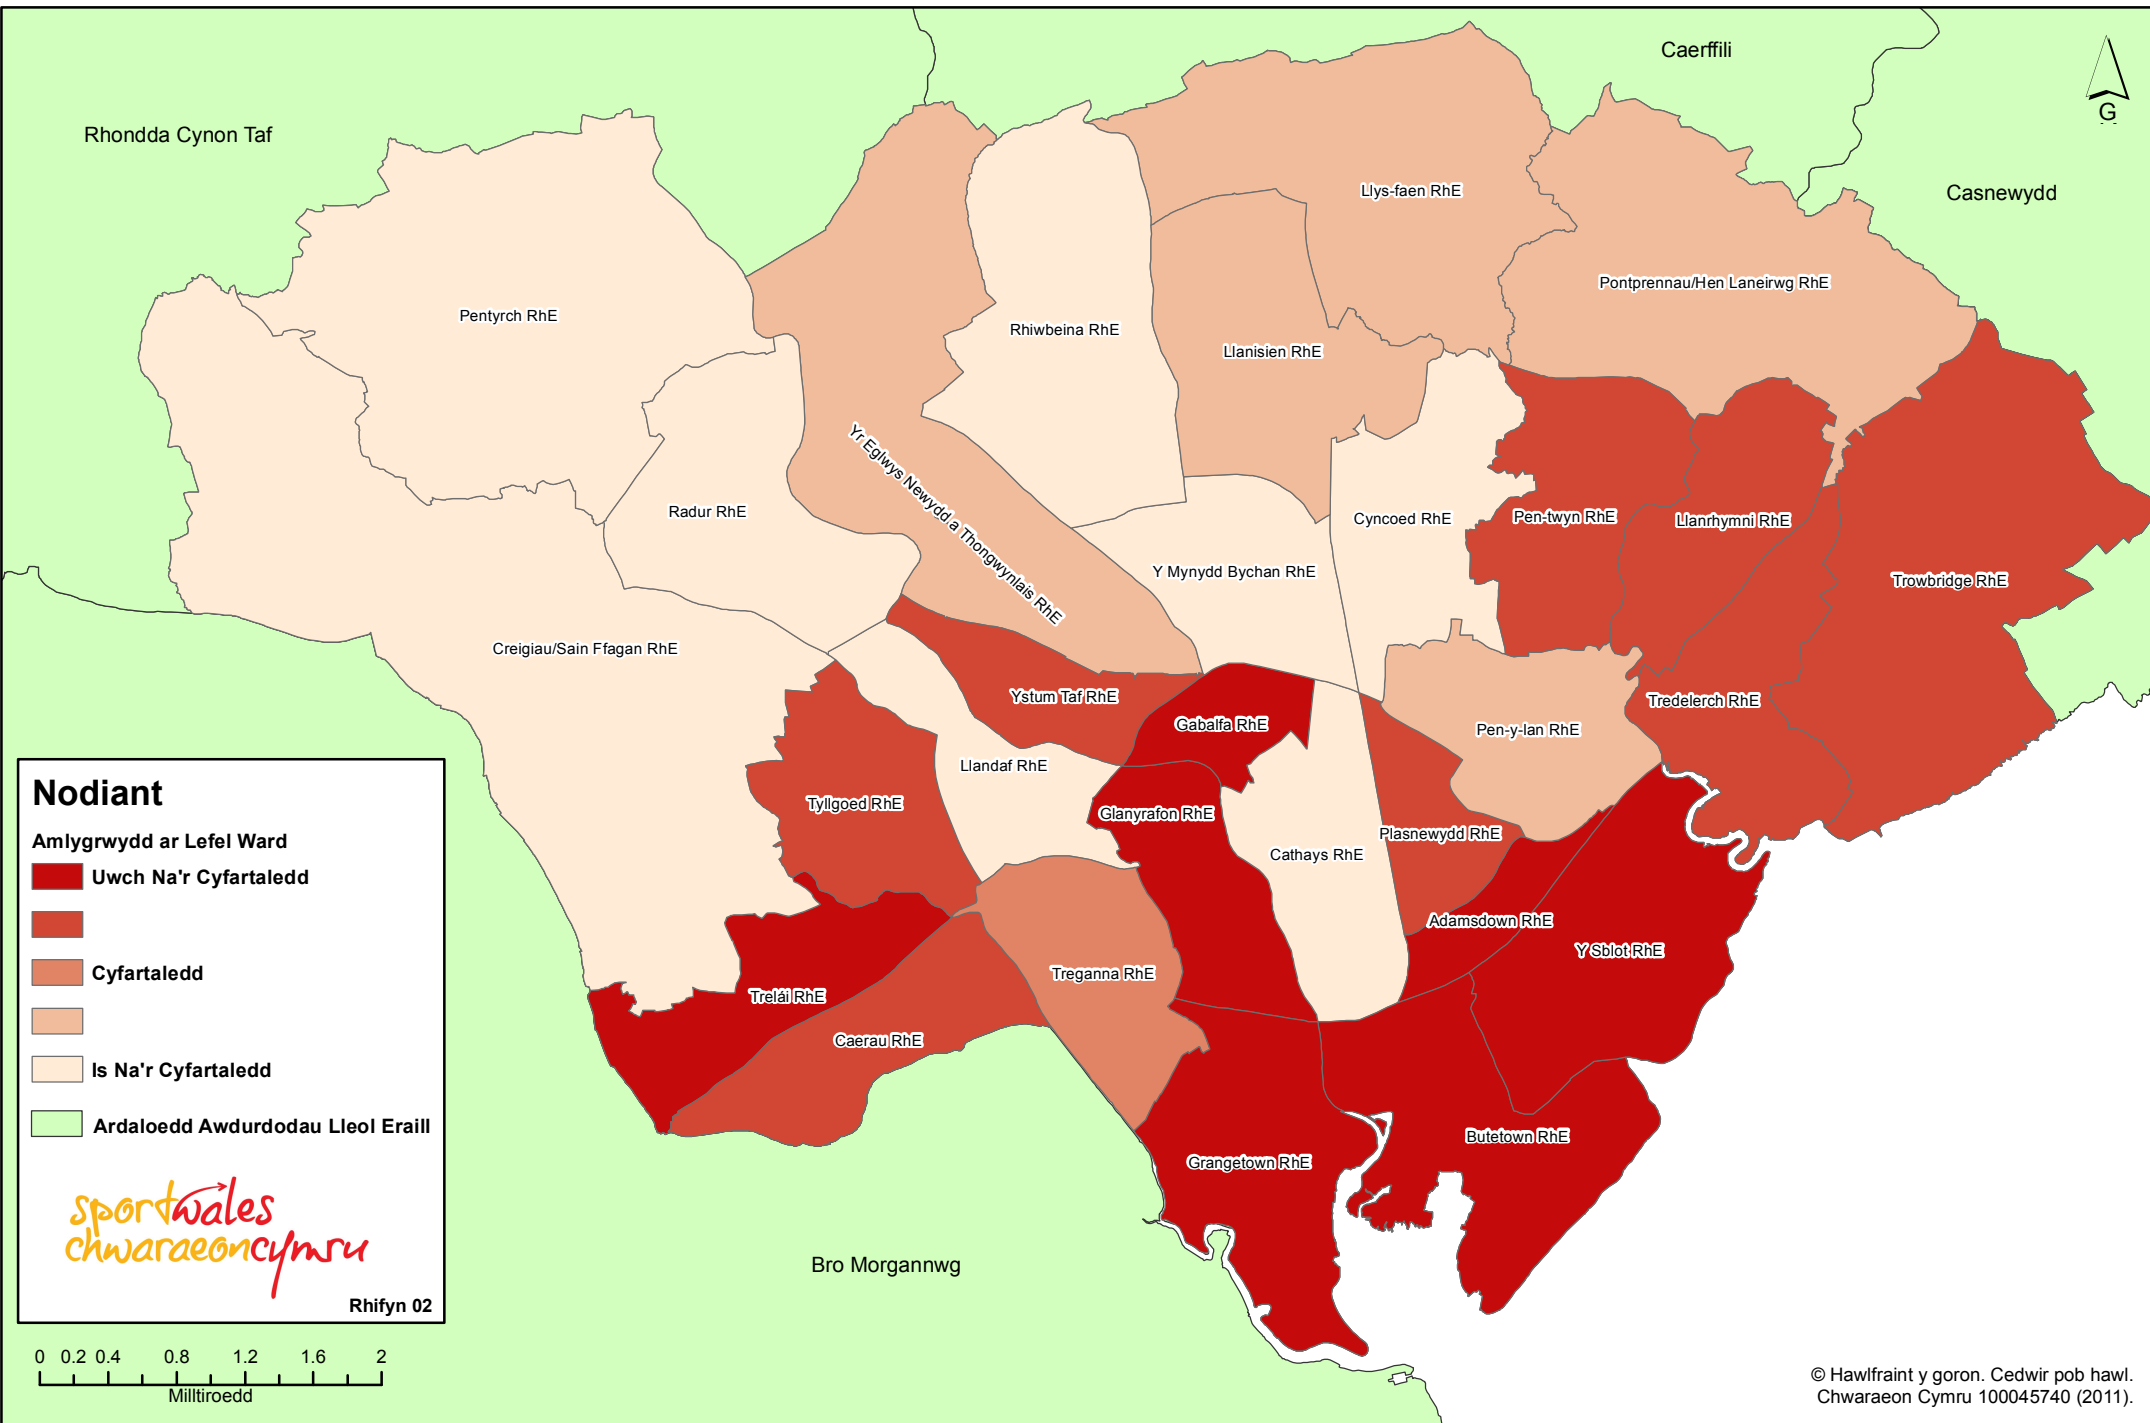 Caerffili
G
Rhondda Cynon Taf
Casnewydd
Llys-faen RhE
Pontprennau/Hen Laneirwg RhE
Pentyrch RhE
Rhiwbeina RhE
Llanisien RhE
Yr Eglwys Newydd a Thongwynlais RhE
Radur RhE
Cyncoed RhE
Pen-twyn RhE
Llanrhymni RhE
Y Mynydd Bychan RhE
Trowbridge RhE
Creigiau/Sain Ffagan RhE
Ystum Taf RhE
Tredelerch RhE
Gabalfa RhE
Pen-y-lan RhE
Llandaf RhE
Tyllgoed RhE
Glanyrafon RhE
Plasnewydd RhE
Cathays RhE
Adamsdown RhE
Y Sblot RhE
Treganna RhE
Trelái RhE
Caerau RhE
Butetown RhE
Grangetown RhE
Bro Morgannwg
Nodiant
Amlygrwydd ar Lefel Ward
Uwch Na'r Cyfartaledd
Cyfartaledd
Is Na'r Cyfartaledd
Ardaloedd Awdurdodau Lleol Eraill
sportwales
chwaraeoncymru
Rhifyn 02
0 0.2 0.4 0.8 1.2 1.6 2
Milltiroedd
© Hawlfraint y goron. Cedwir pob hawl.
Chwaraeon Cymru 100045740 (2011).